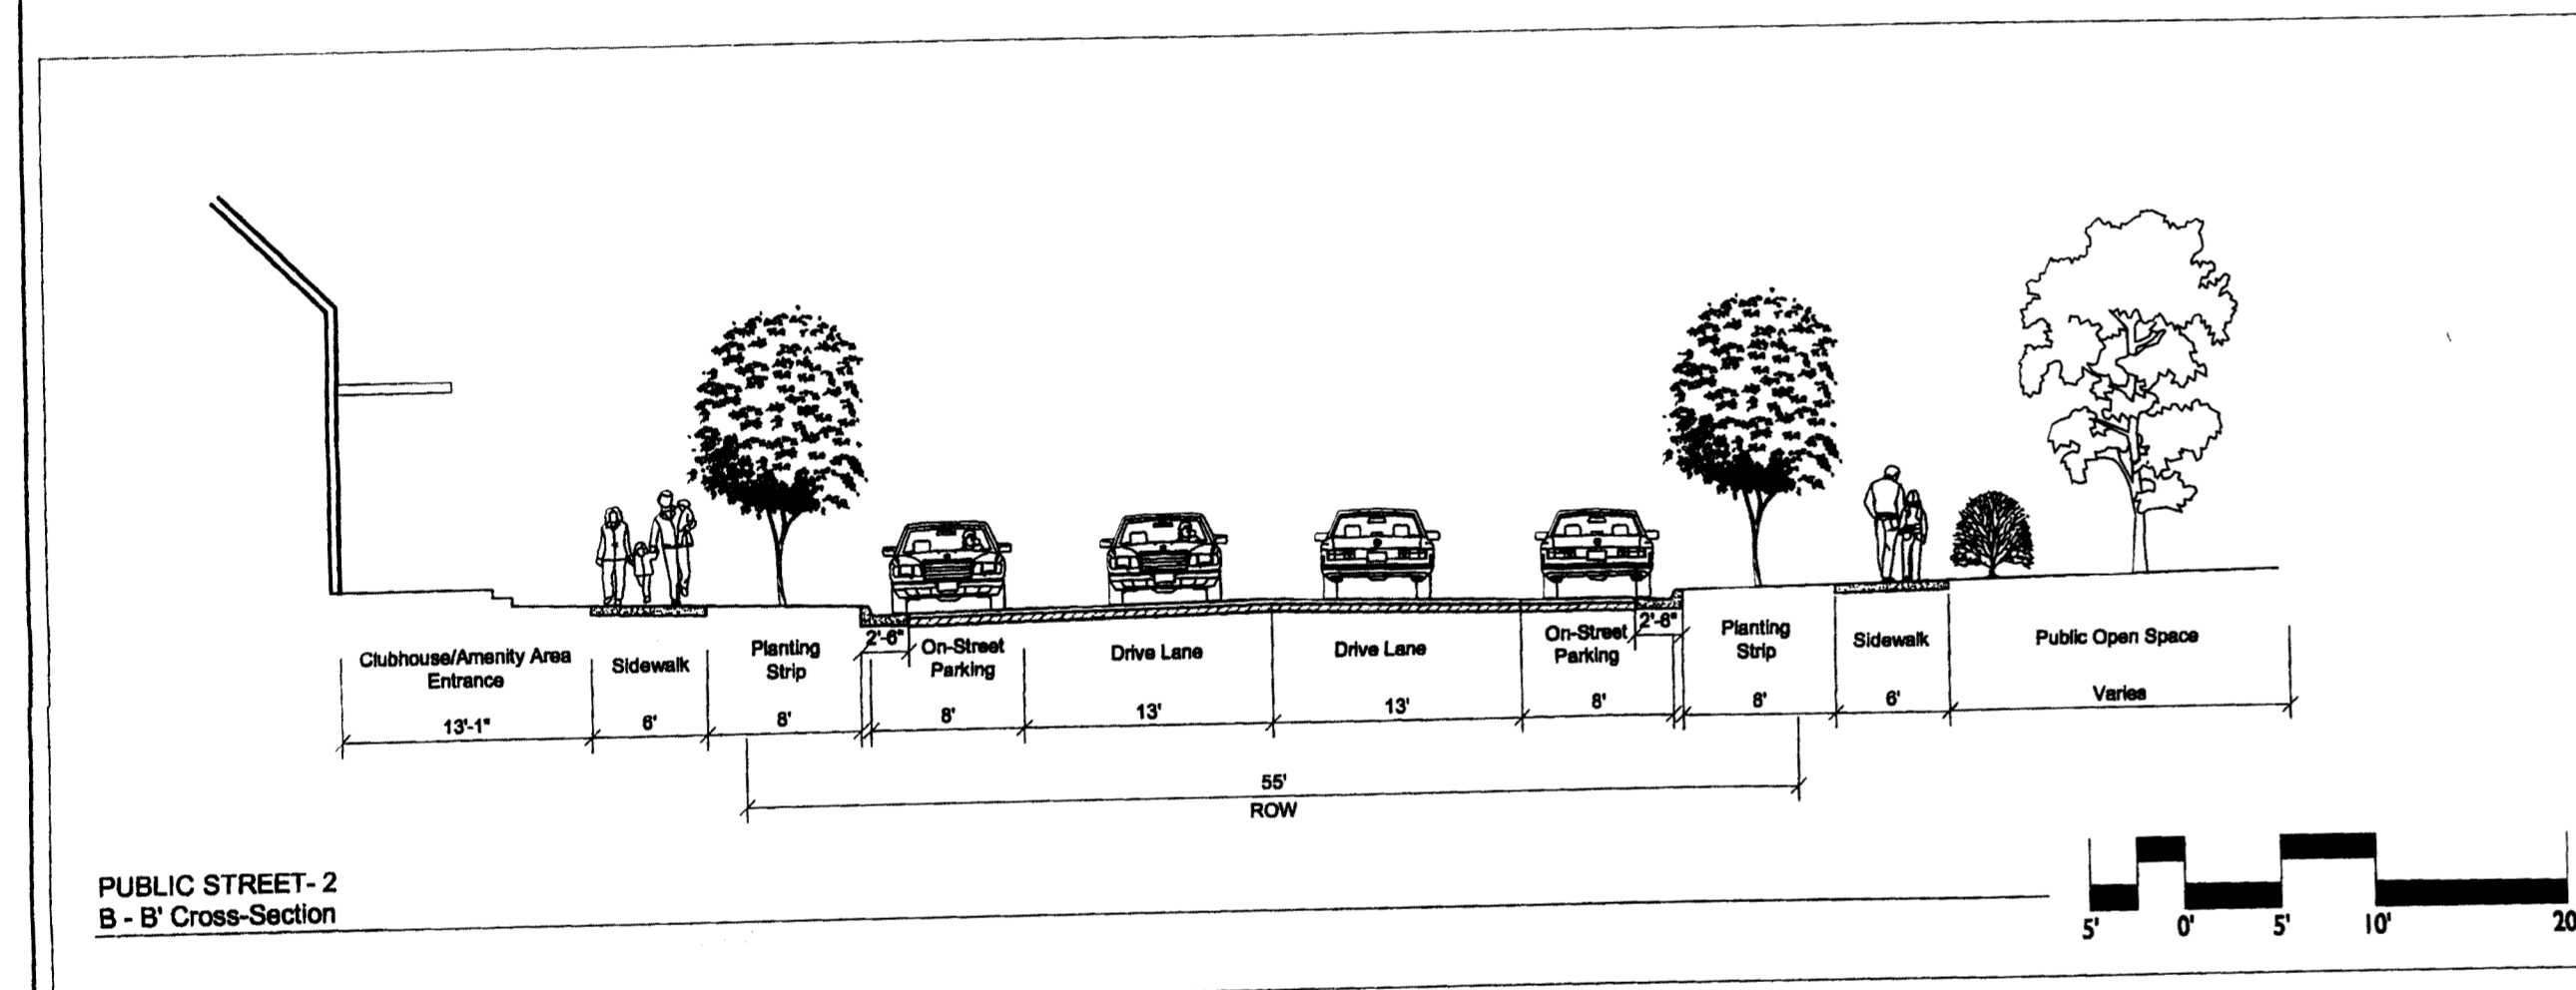 2'-6"
2'-6"
Clubhouse/Amenity Area
Entrance
13'-1"
Sidewalk
6'
Planting
Strip
8'
On-Street
Parking
8'
Drive Lane
13'
Drive Lane
13'
On-Street
Parking
8'
Planting
Strip
8'
Sidewalk
6'
Public Open Space
Varies
55'
ROW
PUBLIC STREET- 2
B - B' Cross-Section
5' 0' 5' 10' 20